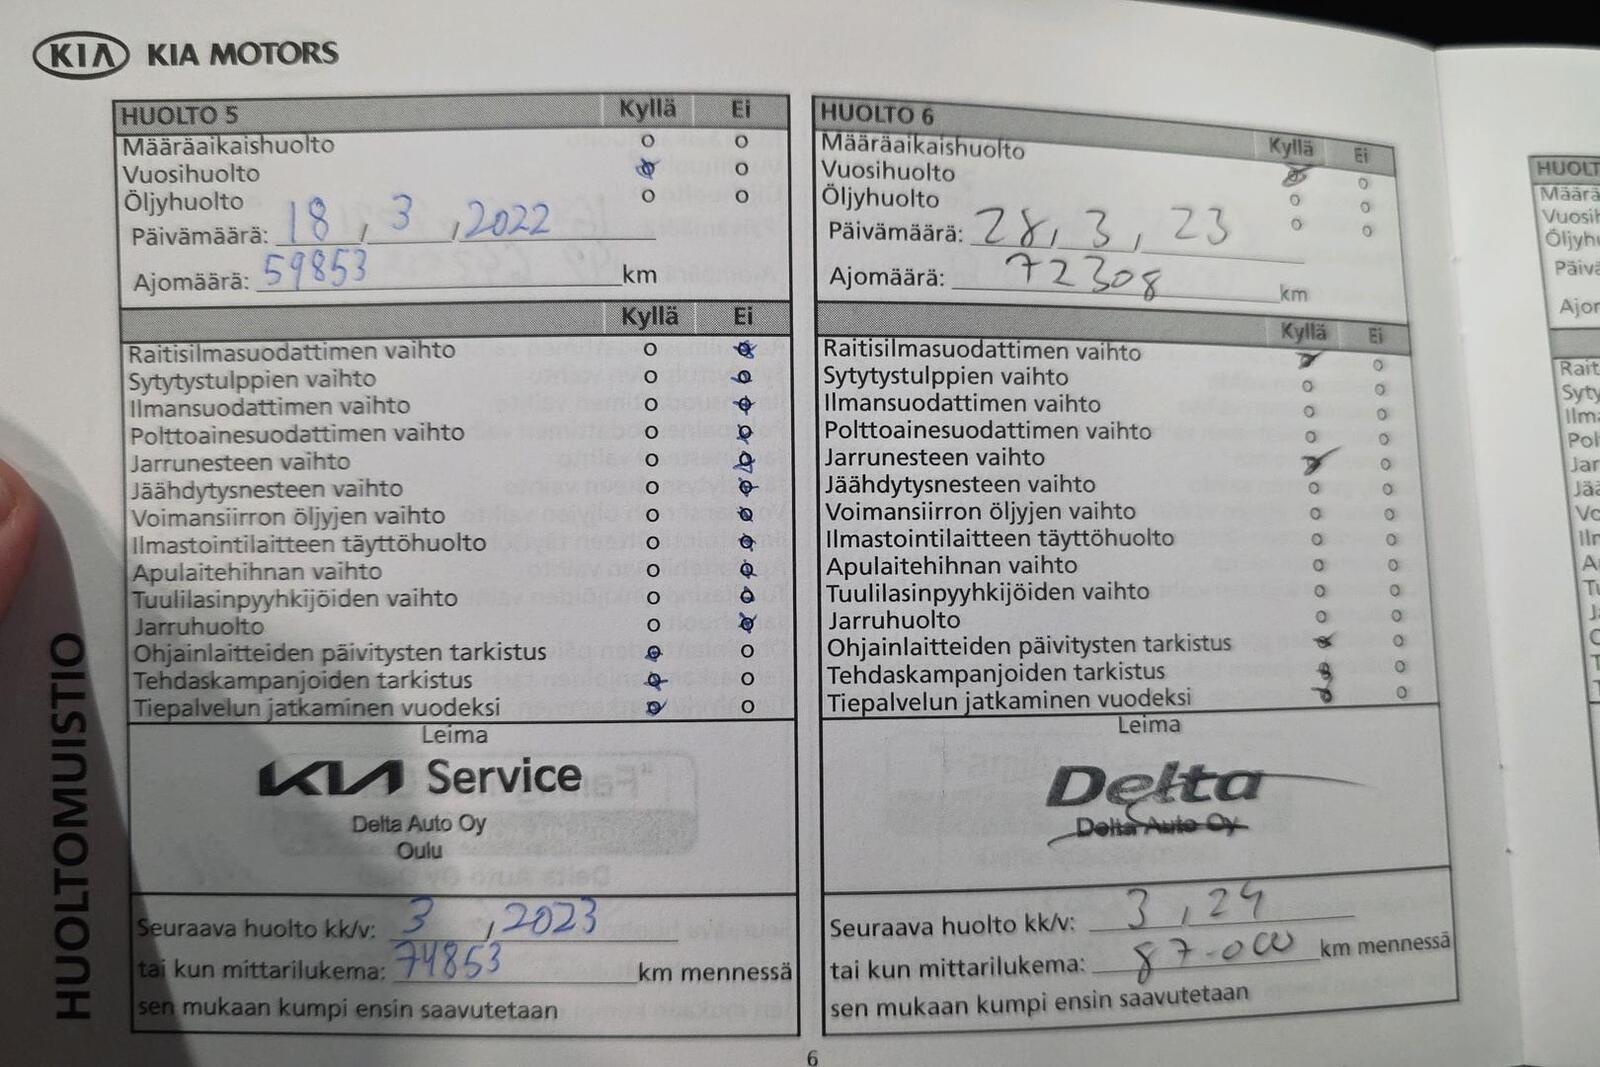 KIA KIA MOTORS
HUOLTO 5 Kyllä Ei
Määräaikaishuolto o o
Vuosihuolto o o
Öljyhuolto o o
Päivämäärä: 18, 3, 2022
Ajomäärä: 59853 km
Kyllä Ei
Raitisilmasuodattimen vaihto o o
Sytytystulppien vaihto o o
Ilmansuodattimen vaihto o o
Polttoainesuodattimen vaihto o o
Jarrunesteen vaihto o o
Jäähdytysnesteen vaihto o o
Voimansiirron öljyjen vaihto o o
Ilmastointilaitteen täyttöhuolto o o
Apulaitehihnan vaihto o o
Tuulilasinpyyhkijöiden vaihto o o
Jarruhuolto o o
Ohjainlaitteiden päivitysten tarkistus o o
Tehdaskampanjoiden tarkistus o o
Tiepalvelun jatkaminen vuodeksi o o
Leima
KIA Service
Delta Auto Oy
Oulu
Seuraava huolto kk/v: 3, 2023
tai kun mittarilukema: 74853 km mennessä
sen mukaan kumpi ensin saavutetaan
HUOLTO 6 Kyllä Ei
Määräaikaishuolto o o
Vuosihuolto o o
Öljyhuolto o o
Päivämäärä: 28, 3, 23
Ajomäärä: 72308 km
Kyllä Ei
Raitisilmasuodattimen vaihto o o
Sytytystulppien vaihto o o
Ilmansuodattimen vaihto o o
Polttoainesuodattimen vaihto o o
Jarrunesteen vaihto o o
Jäähdytysnesteen vaihto o o
Voimansiirron öljyjen vaihto o o
Ilmastointilaitteen täyttöhuolto o o
Apulaitehihnan vaihto o o
Tuulilasinpyyhkijöiden vaihto o o
Jarruhuolto o o
Ohjainlaitteiden päivitysten tarkistus o o
Tehdaskampanjoiden tarkistus o o
Tiepalvelun jatkaminen vuodeksi o o
Leima
Delta
Delta Auto Oy
Seuraava huolto kk/v: 3, 24
tai kun mittarilukema: 87.000 km mennessä
sen mukaan kumpi ensin saavutetaan
HUOLTOMUISTIO
6